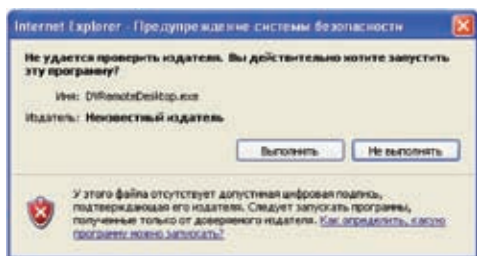 Internet Explorer - Предупреждение системы безопасности
Не удается проверить издателя. Вы действительно хотите запустить
эту программу?
Имя: DVRemoteDesktop.exe
Издатель: Неизвестный издатель
Выполнить Не выполнять
У этого файла отсутствует допустимая цифровая подпись,
подтверждающая его издателя. Следует запускать программы,
полученные только от доверяемого издателя. Как определить, какую
программу можно запускать?